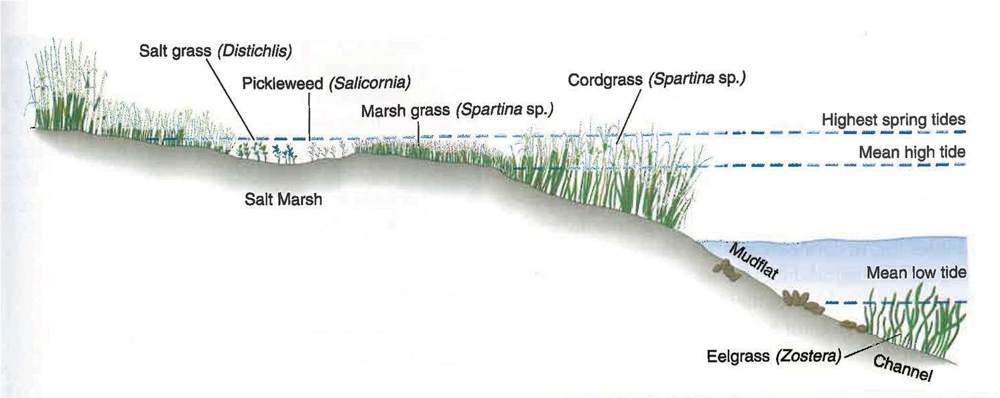 Salt grass (Distichlis)
Pickleweed (Salicornia)
Marsh grass (Spartina sp.)
Cordgrass (Spartina sp.)
Highest spring tides
Mean high tide
Salt Marsh
Mudflat
Mean low tide
Eelgrass (Zostera)
Channel